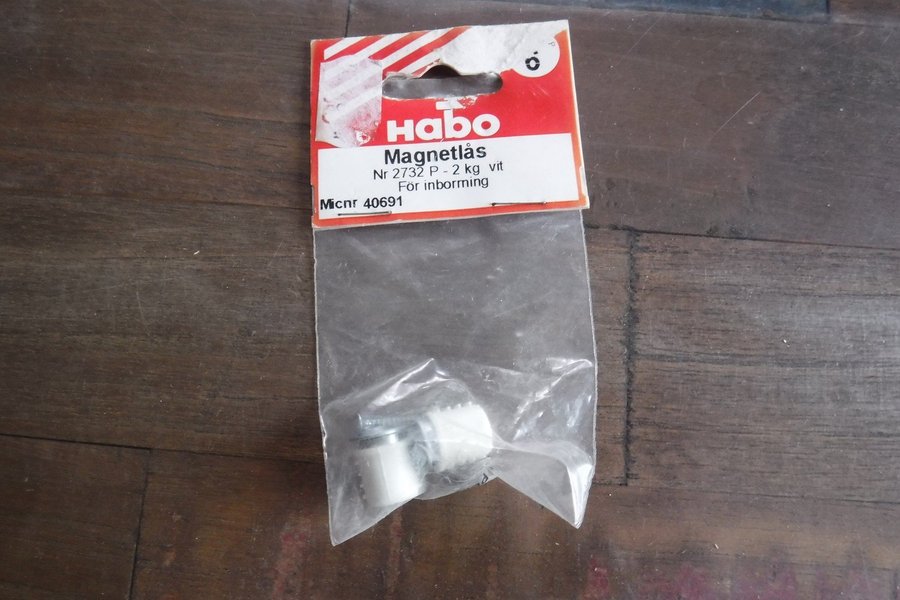 Habo
Magnetlås
Nr 2732 P - 2 kg vit
För inborrning
Micnr 40691